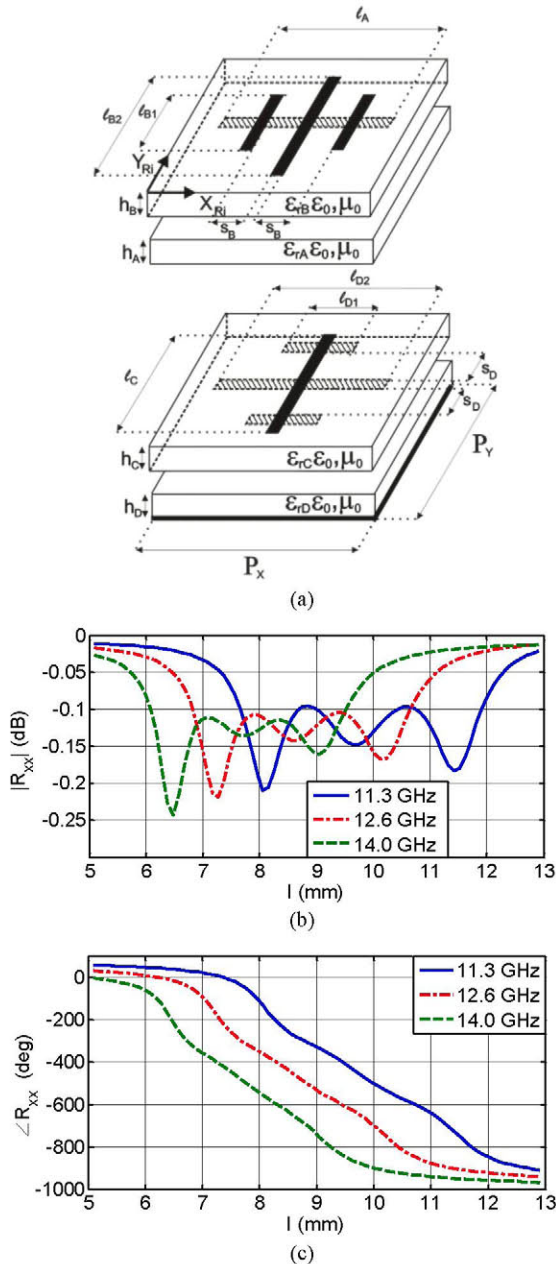 ℓA
ℓB2
ℓB1
YRi
XRi
hB
εrBε0,μ0
sB
sB
hA
εrAε0,μ0
ℓD2
ℓD1
ℓC
sD
sD
hC
εrCε0,μ0
PY
hD
εrDε0,μ0
PX
(a)
|Rxx| (dB)
0
-0.05
-0.1
-0.15
-0.2
-0.25
11.3 GHz
12.6 GHz
14.0 GHz
5 6 7 8 9 10 11 12 13
l (mm)
(b)
∠Rxx (deg)
0
-200
-400
-600
-800
-1000
11.3 GHz
12.6 GHz
14.0 GHz
5 6 7 8 9 10 11 12 13
l (mm)
(c)